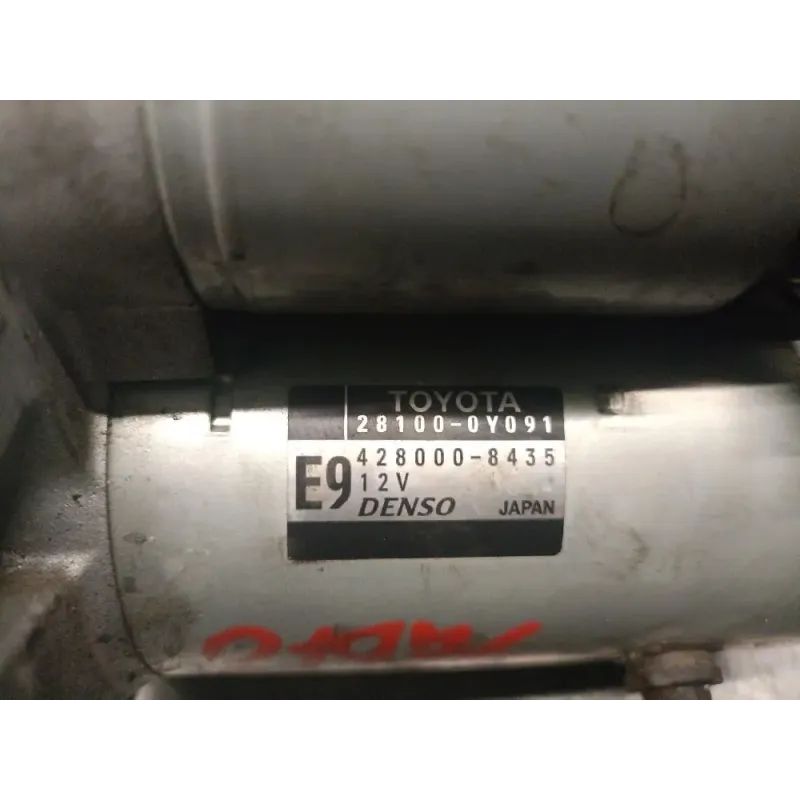 TOYOTA
28100-0Y091
E9
428000-8435
12V
DENSO JAPAN